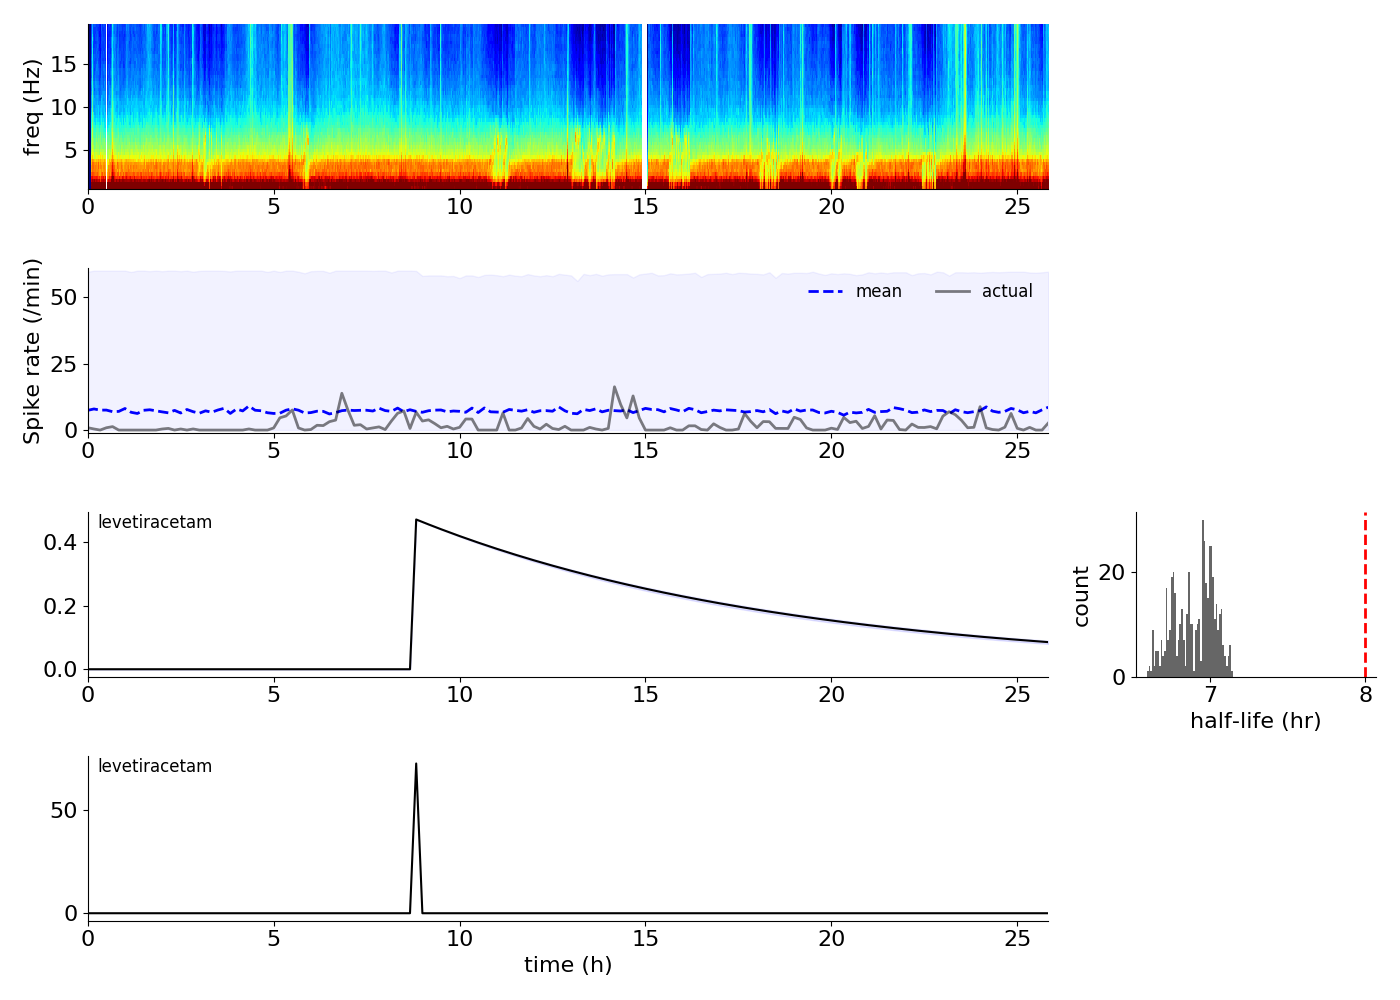 freq (Hz)
15
10
5
0 5 10 15 20 25
Spike rate (/min)
50
25
0
mean actual
0 5 10 15 20 25
levetiracetam
0.4
0.2
0.0
0 5 10 15 20 25
count
20
0
7 8
half-life (hr)
levetiracetam
50
0
0 5 10 15 20 25
time (h)